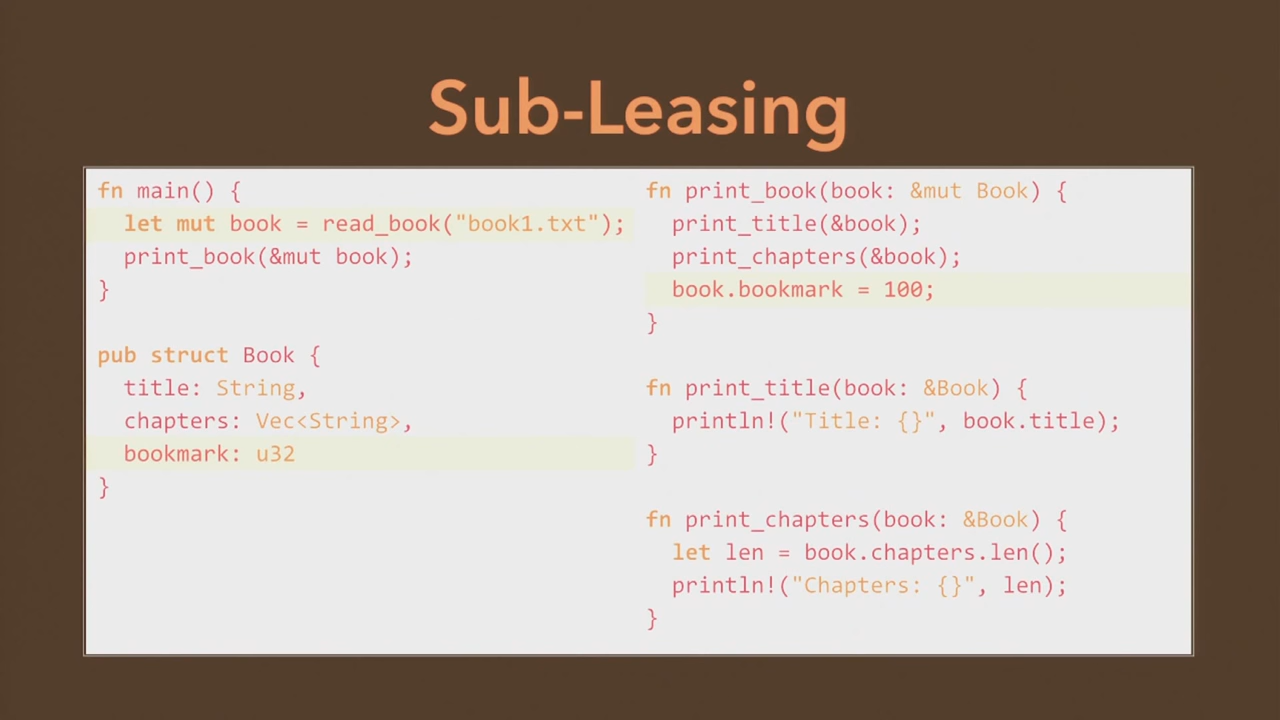 Sub-Leasing
fn main() {
  let mut book = read_book("book1.txt");
  print_book(&mut book);
}
pub struct Book {
  title: String,
  chapters: Vec<String>,
  bookmark: u32
}
fn print_book(book: &mut Book) {
  print_title(&book);
  print_chapters(&book);
  book.bookmark = 100;
}
fn print_title(book: &Book) {
  println!("Title: {}", book.title);
}
fn print_chapters(book: &Book) {
  let len = book.chapters.len();
  println!("Chapters: {}", len);
}